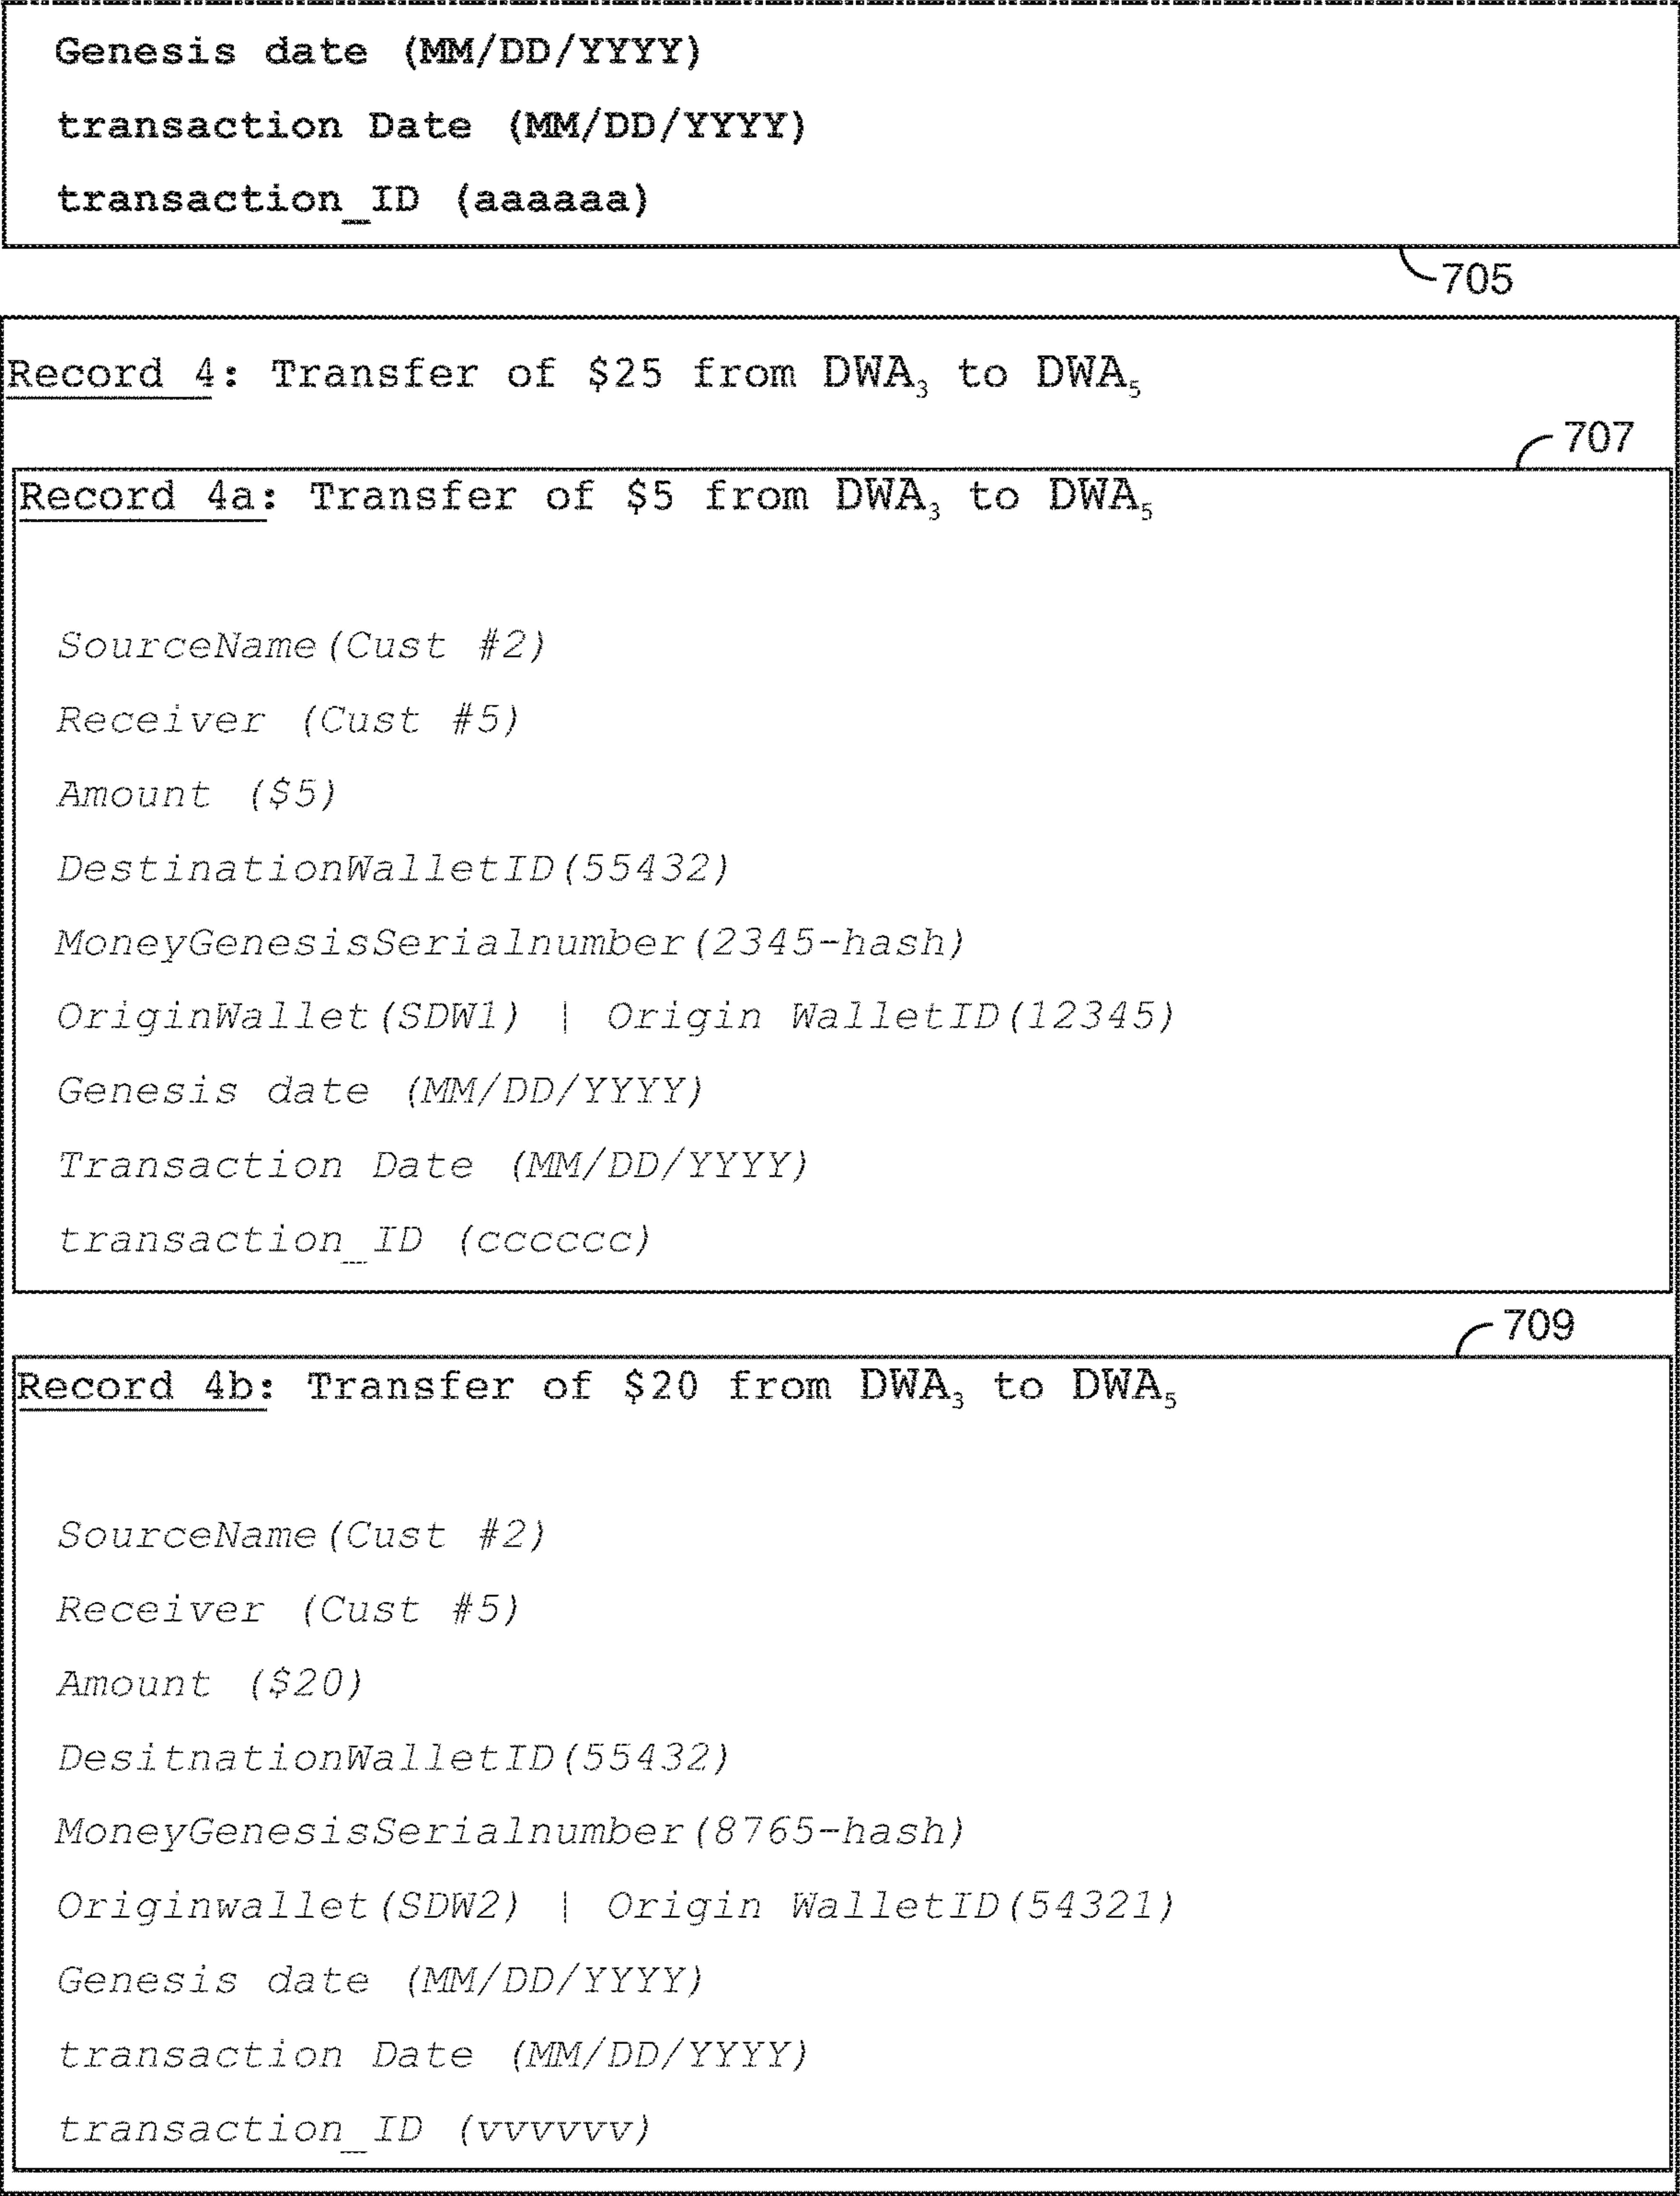 Genesis date (MM/DD/YYYY)
transaction Date (MM/DD/YYYY)
transaction_ID (aaaaaa)
705
Record 4: Transfer of $25 from DWA3 to DWA5
707
Record 4a: Transfer of $5 from DWA3 to DWA5
SourceName(Cust #2)
Receiver (Cust #5)
Amount ($5)
DestinationWalletID(55432)
MoneyGenesisSerialnumber(2345-hash)
OriginWallet(SDW1) | Origin WalletID(12345)
Genesis date (MM/DD/YYYY)
Transaction Date (MM/DD/YYYY)
transaction_ID (cccccc)
709
Record 4b: Transfer of $20 from DWA3 to DWA5
SourceName(Cust #2)
Receiver (Cust #5)
Amount ($20)
DesitnationWalletID(55432)
MoneyGenesisSerialnumber(8765-hash)
Originwallet(SDW2) | Origin WalletID(54321)
Genesis date (MM/DD/YYYY)
transaction Date (MM/DD/YYYY)
transaction_ID (vvvvvv)